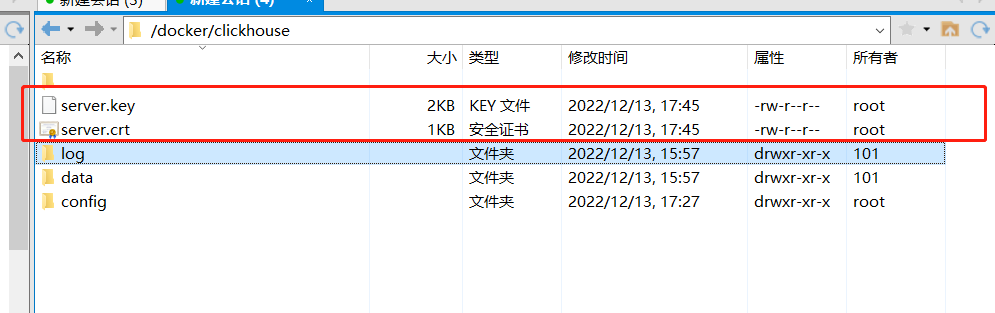 新建会话 (3)
新建会话 (4)
/docker/clickhouse
名称 大小 类型 修改时间 属性 所有者
server.key 2KB KEY 文件 2022/12/13, 17:45 -rw-r--r-- root
server.crt 1KB 安全证书 2022/12/13, 17:45 -rw-r--r-- root
log 文件夹 2022/12/13, 15:57 drwxr-xr-x 101
data 文件夹 2022/12/13, 15:57 drwxr-xr-x 101
config 文件夹 2022/12/13, 17:27 drwxr-xr-x root